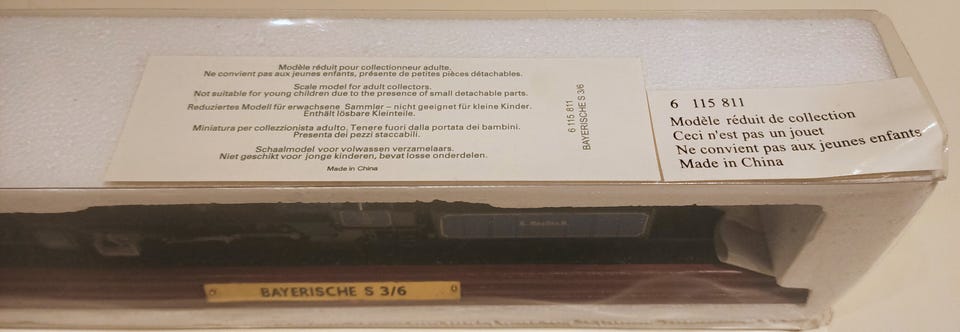 Modèle réduit pour collectionneur adulte.
Ne convient pas aux jeunes enfants, présente de petites pièces détachables.
Scale model for adult collectors.
Not suitable for young children due to the presence of small detachable parts.
Reduziertes Modell für erwachsene Sammler – nicht geeignet für kleine Kinder.
Enthält lösbare Kleinteile.
Miniatura per collezzionista adulto. Tenere fuori dalla portata dei bambini.
Presenta dei pezzi staccabili.
Schaalmodel voor volwassen verzamelaars.
Niet geschikt voor jonge kinderen, bevat losse onderdelen.
Made in China
6 115 811
BAYERISCHE S 3/6
6 115 811
Modèle réduit de collection
Ceci n'est pas un jouet
Ne convient pas aux jeunes enfants
Made in China
BAYERISCHE S 3/6